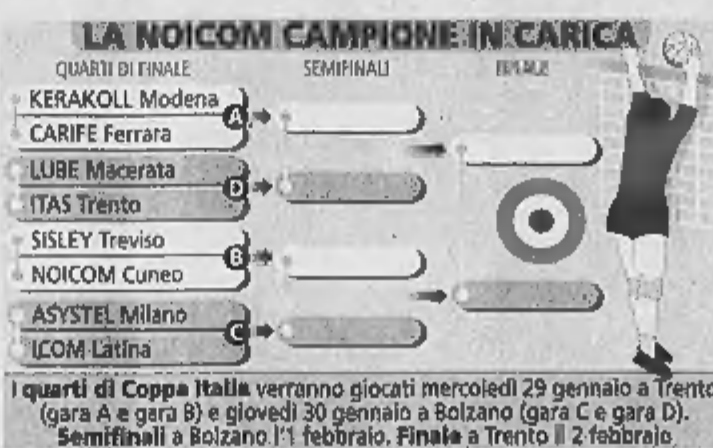 LA NOICOM CAMPIONE IN CARICA
QUARTI DI FINALE SEMIFINALI FINALE
KERAKOLL Modena
A
CARIFE Ferrara
LUBE Macerata
D
ITAS Trento
SISLEY Treviso
B
NOICOM Cuneo
ASYSTEL Milano
C
ICOM Latina
I quarti di Coppa Italia verranno giocati mercoledì 29 gennaio a Trento
(gara A e gara B) e giovedì 30 gennaio a Bolzano (gara C e gara D).
Semifinali a Bolzano l'1 febbraio. Finale a Trento il 2 febbraio.